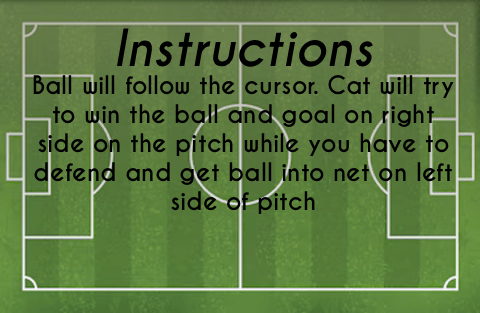 Instructions
Ball will follow the cursor. Cat will try
to win the ball and goal on right
side on the pitch while you have to
defend and get ball into net on left
side of pitch